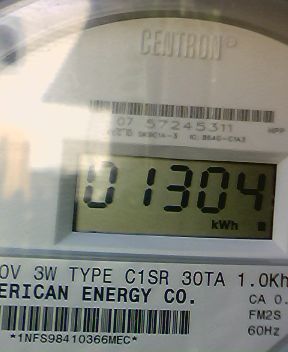 CENTRON®
07 57245311 MPP
01304
kWh
0V 3W TYPE C1SR 30TA 1.0Kh
ERICAN ENERGY CO.
CA 0.
FM2S
60Hz
*1NFS98410366MEC*